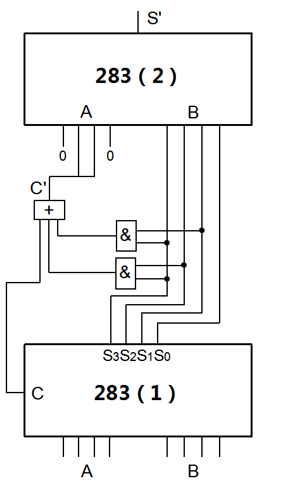 S'
283（2）
A B
0 0
C'
+
&
&
S3S2S1S0
C 283（1）
A B